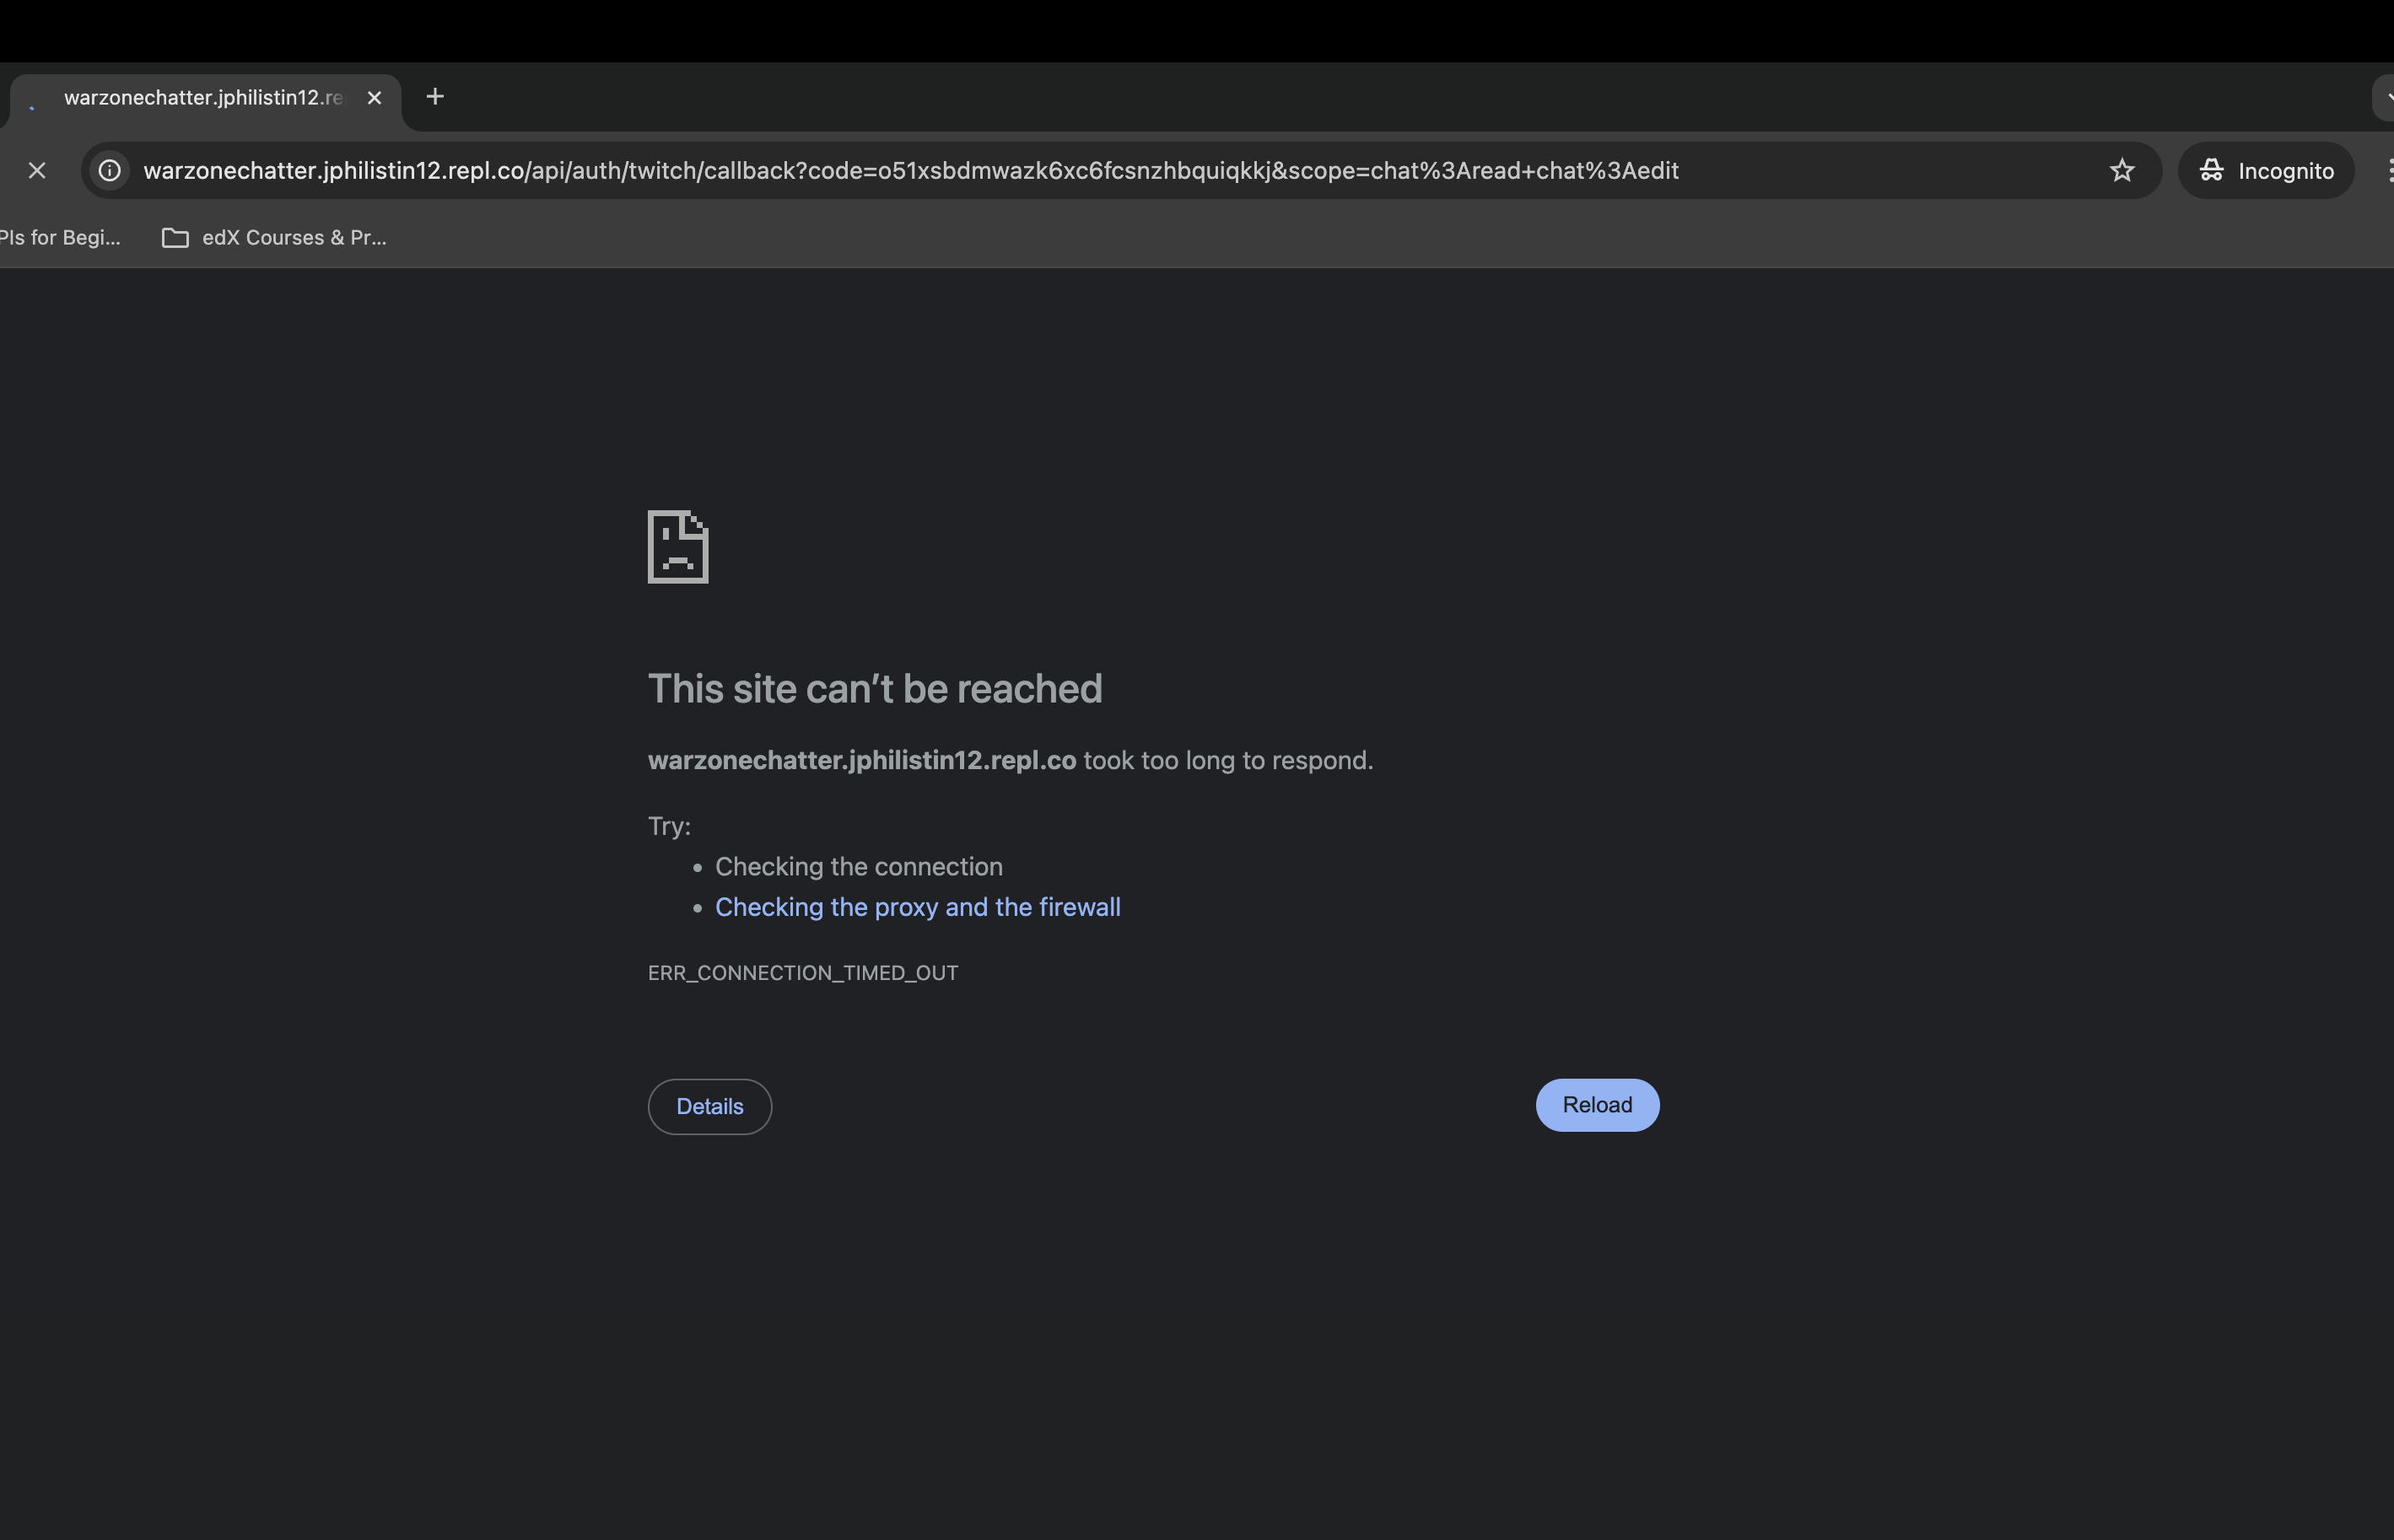 warzonechatter.jphilistin12.re
warzonechatter.jphilistin12.repl.co/api/auth/twitch/callback?code=o51xsbdmwazk6xc6fcsnzhbquiqkkj&scope=chat%3Aread+chat%3Aedit
Incognito
PIs for Begi...
edX Courses & Pr...
This site can’t be reached
warzonechatter.jphilistin12.repl.co took too long to respond.
Try:
• Checking the connection
• Checking the proxy and the firewall
ERR_CONNECTION_TIMED_OUT
Details
Reload